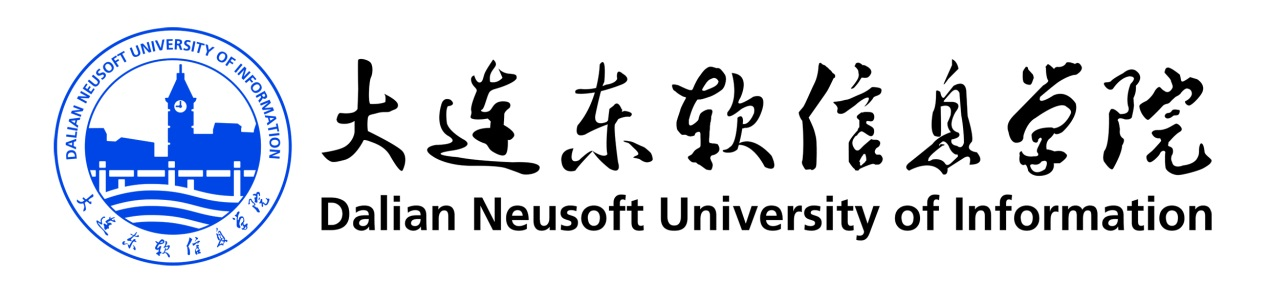 DALIAN NEUSOFT UNIVERSITY OF INFORMATION
大连东软信息学院
大连东软信息学院
Dalian Neusoft University of Information